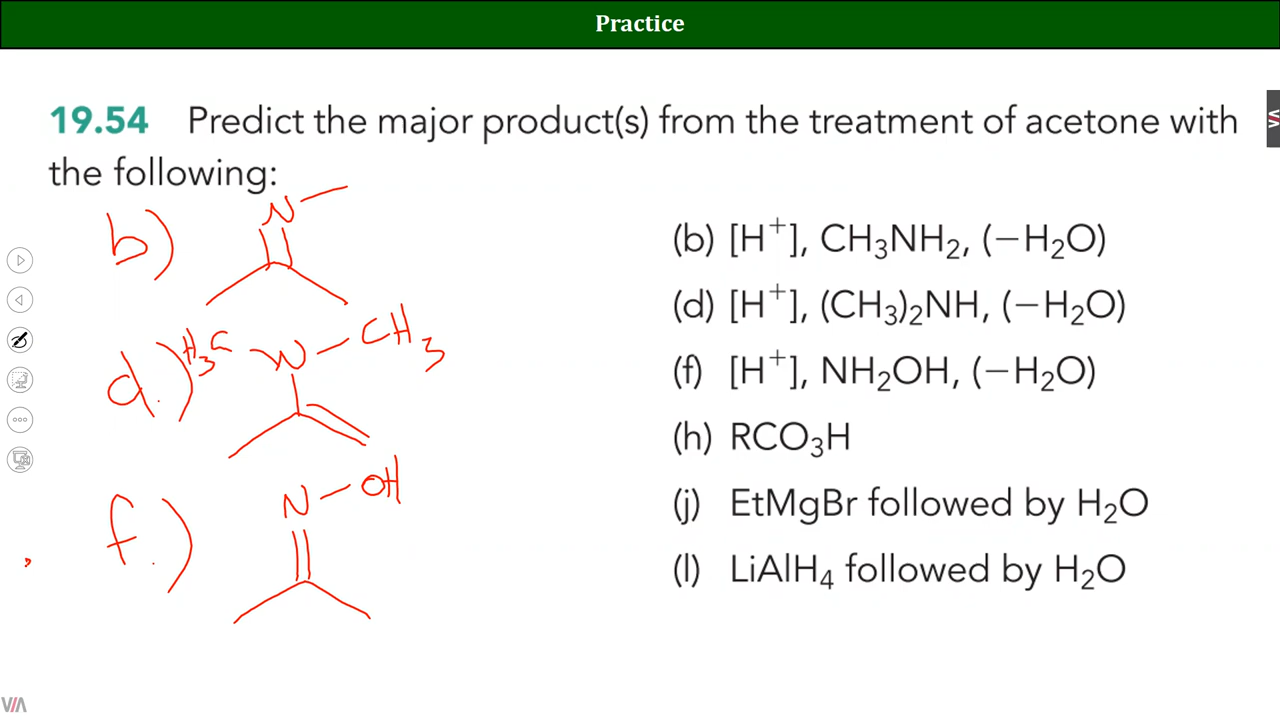 Practice
19.54 Predict the major product(s) from the treatment of acetone with
the following:
b) N
(b) [H⁺], CH₃NH₂, (−H₂O)
d.) H₃C N CH₃
(d) [H⁺], (CH₃)₂NH, (−H₂O)
(f) [H⁺], NH₂OH, (−H₂O)
(h) RCO₃H
f.) N OH
(j) EtMgBr followed by H₂O
(l) LiAlH₄ followed by H₂O
VIA